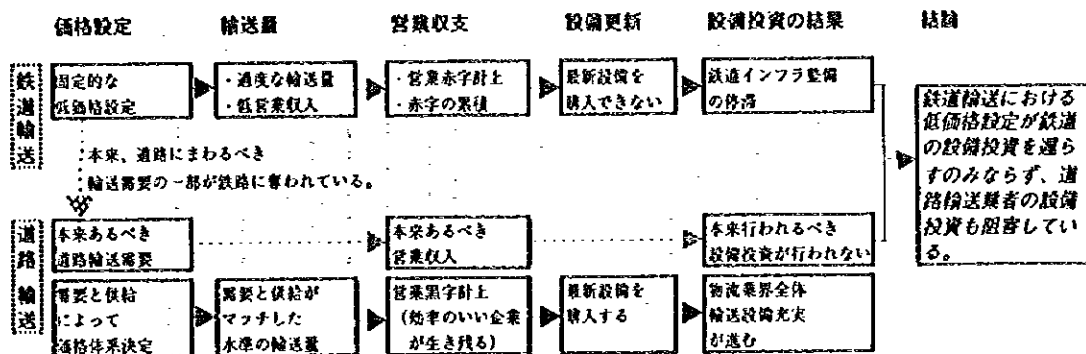 価格設定
輸送量
営業収支
設備更新
設備投資の結果
結論
鉄道輸送
固定的な
低価格設定
・過度な輸送量
・低営業収入
・営業赤字計上
・赤字の累積
最新設備を
購入できない
鉄道インフラ整備
の停滞
本来、道路にまわるべき
輸送需要の一部が鉄路に奪われている。
鉄道輸送における
低価格設定が鉄道
の設備投資を遅ら
すのみならず、道
路輸送業者の設備
投資も阻害してい
る。
道路輸送
本来あるべき
道路輸送需要
本来あるべき
営業収入
本来行われるべき
設備投資が行われない
需要と供給
によって
価格体系決定
需要と供給が
マッチした
水準の輸送量
営業黒字計上
(効率のいい企業
が生き残る)
最新設備を
購入する
物流業界全体
輸送設備充実
が進む